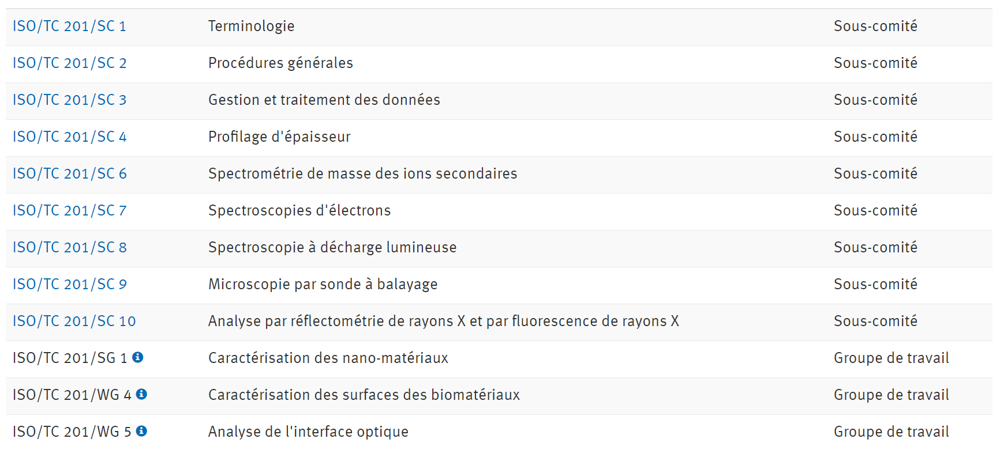 ISO/TC 201/SC 1 Terminologie Sous-comité
ISO/TC 201/SC 2 Procédures générales Sous-comité
ISO/TC 201/SC 3 Gestion et traitement des données Sous-comité
ISO/TC 201/SC 4 Profilage d'épaisseur Sous-comité
ISO/TC 201/SC 6 Spectrométrie de masse des ions secondaires Sous-comité
ISO/TC 201/SC 7 Spectroscopies d'électrons Sous-comité
ISO/TC 201/SC 8 Spectroscopie à décharge lumineuse Sous-comité
ISO/TC 201/SC 9 Microscopie par sonde à balayage Sous-comité
ISO/TC 201/SC 10 Analyse par réflectométrie de rayons X et par fluorescence de rayons X Sous-comité
ISO/TC 201/SG 1 Caractérisation des nano-matériaux Groupe de travail
ISO/TC 201/WG 4 Caractérisation des surfaces des biomatériaux Groupe de travail
ISO/TC 201/WG 5 Analyse de l'interface optique Groupe de travail